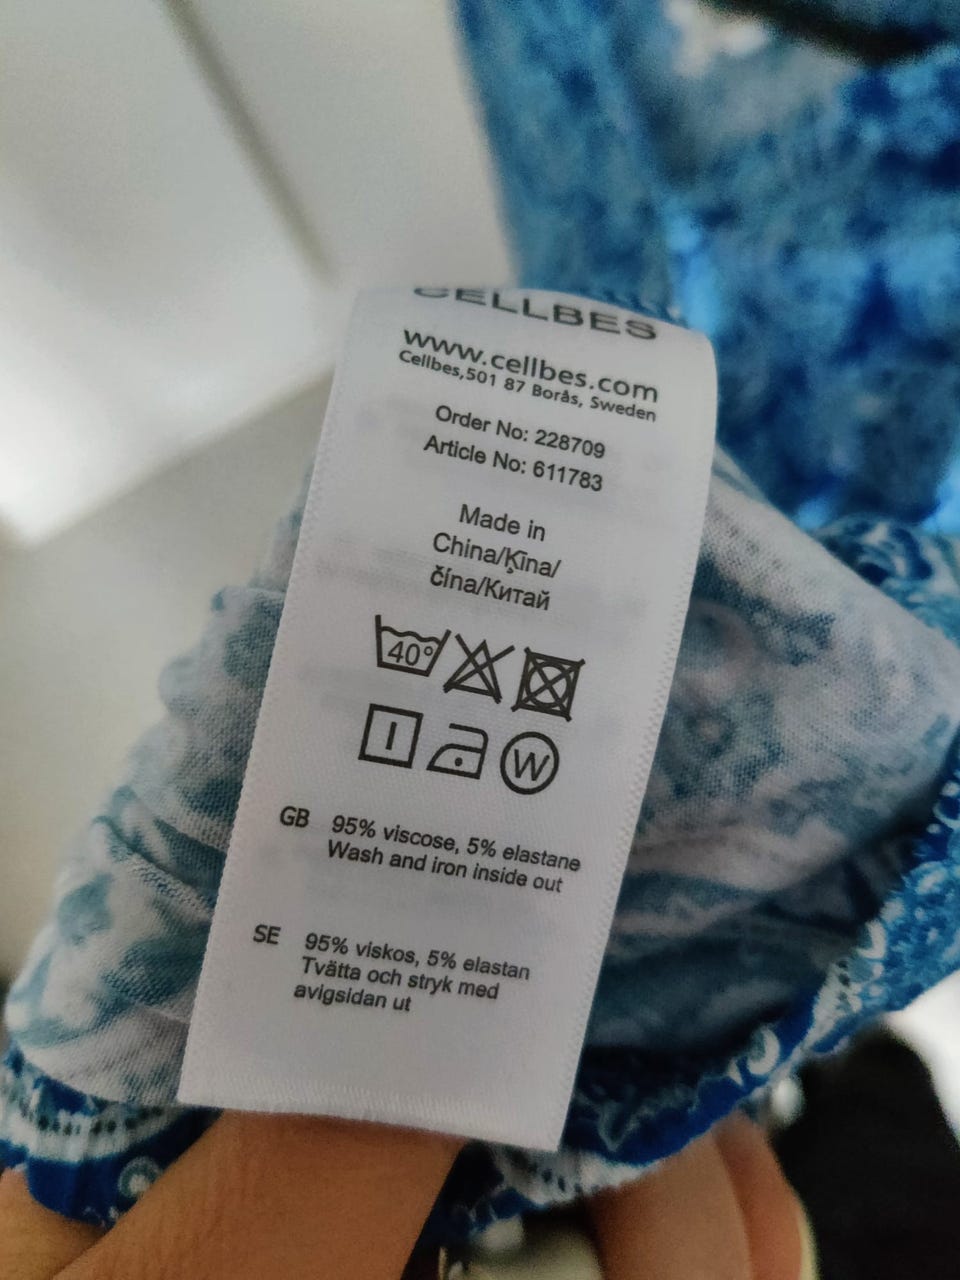 CELLBES
www.cellbes.com
Cellbes,501 87 Borås, Sweden
Order No: 228709
Article No: 611783
Made in
China/Ķīna/
čína/Китай
40°
W
GB 95% viscose, 5% elastane
Wash and iron inside out
SE 95% viskos, 5% elastan
Tvätta och stryk med
avigsidan ut